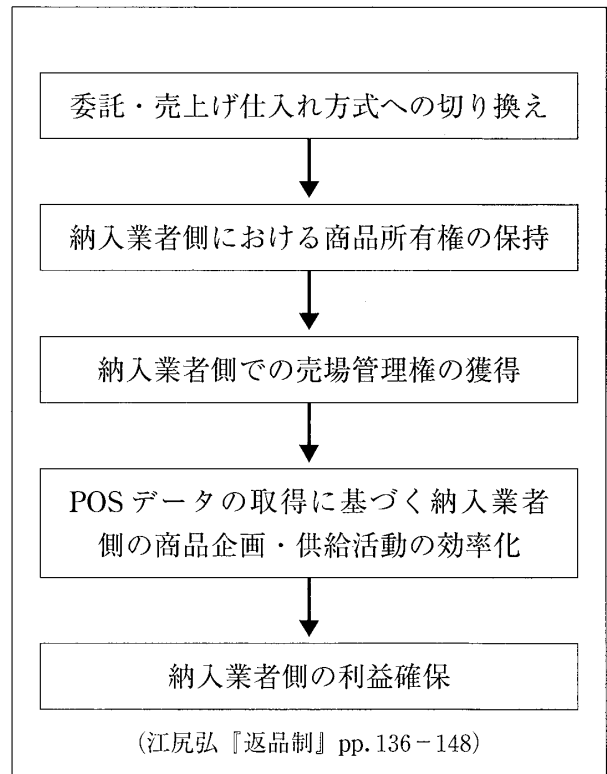 委託・売上げ仕入れ方式への切り換え
納入業者側における商品所有権の保持
納入業者側での売場管理権の獲得
POSデータの取得に基づく納入業者
側の商品企画・供給活動の効率化
納入業者側の利益確保
(江尻弘『返品制』pp.136-148)